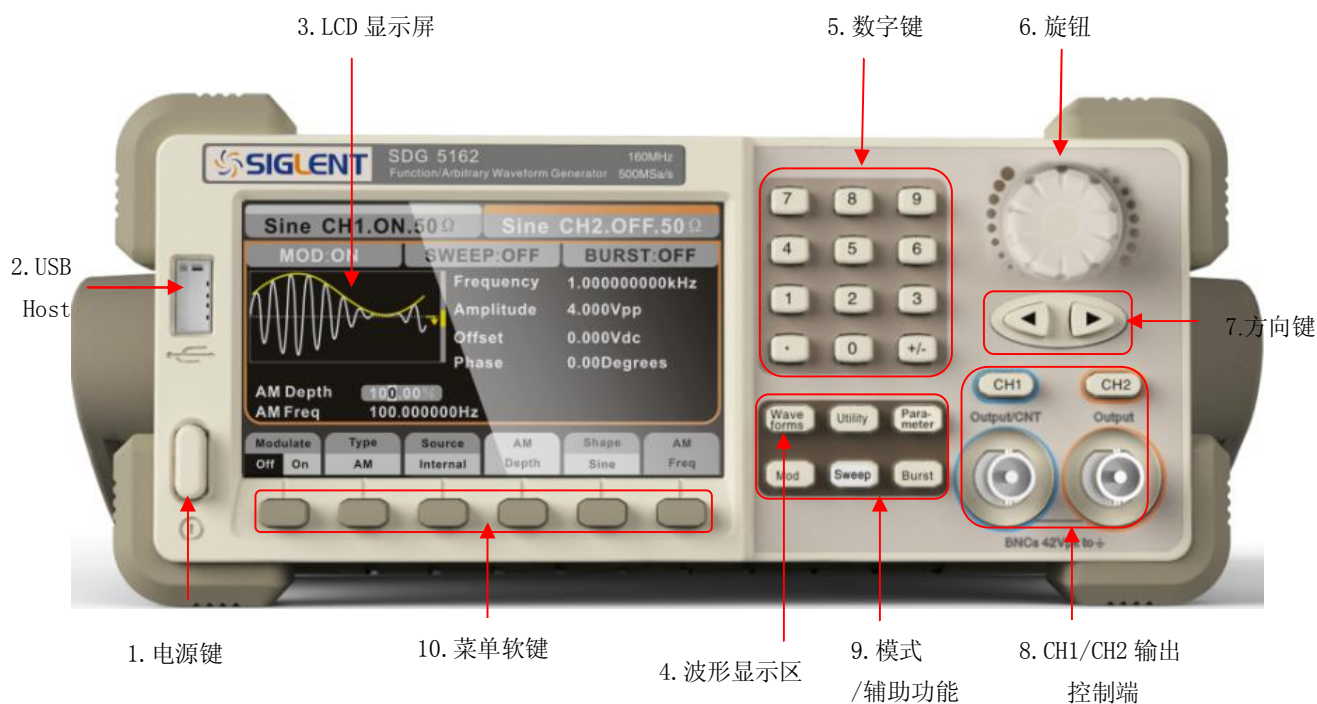 3.LCD 显示屏
5.数字键
6.旋钮
SIGLENT
SDG 5162
160MHz
Function/Arbitrary Waveform Generator
500MSa/s
7 8 9
4 5 6
1 2 3
. 0 +/-
2.USB
Host
Sine CH1.ON.50Ω
Sine CH2.OFF.50Ω
MOD:ON
SWEEP:OFF
BURST:OFF
Frequency 1.000000000kHz
Amplitude 4.000Vpp
Offset 0.000Vdc
Phase 0.00Degrees
AM Depth 100.00%
AM Freq 100.000000Hz
Modulate Type Source AM Shape AM
Off On AM Internal Depth Sine Freq
7.方向键
CH1
CH2
Output/CNT
Output
Wave
forms
Utility
Para-
meter
Mod
Sweep
Burst
BNCs 42Vpk to
1.电源键
10.菜单软键
4.波形显示区
9.模式
/辅助功能
8.CH1/CH2 输出
控制端